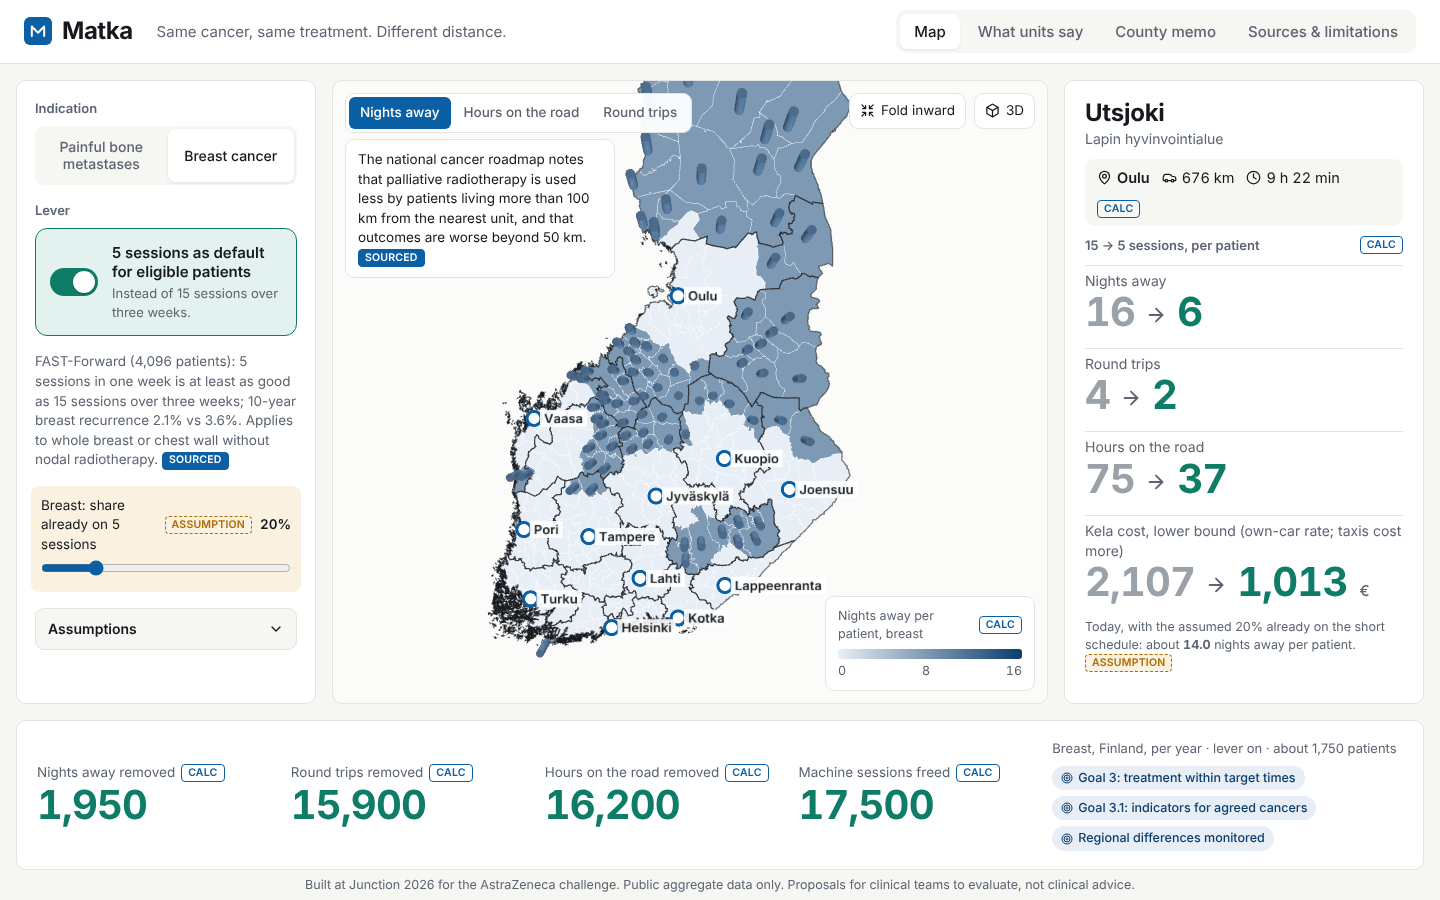 Matka
Same cancer, same treatment. Different distance.
Map
What units say
County memo
Sources & limitations
Indication
Painful bone
metastases
Breast cancer
Lever
5 sessions as default
for eligible patients
Instead of 15 sessions over
three weeks.
FAST-Forward (4,096 patients): 5
sessions in one week is at least as good
as 15 sessions over three weeks; 10-year
breast recurrence 2.1% vs 3.6%. Applies
to whole breast or chest wall without
nodal radiotherapy. SOURCED
Breast: share
already on 5
sessions
ASSUMPTION 20%
Assumptions
Nights away
Hours on the road
Round trips
Fold inward
3D
The national cancer roadmap notes
that palliative radiotherapy is used
less by patients living more than 100
km from the nearest unit, and that
outcomes are worse beyond 50 km.
SOURCED
Oulu
Vaasa
Kuopio
Joensuu
Jyväskylä
Pori
Tampere
Lahti
Lappeenranta
Turku
Kotka
Helsinki
Nights away per
patient, breast
CALC
0 8 16
Utsjoki
Lapin hyvinvointialue
Oulu 676 km 9 h 22 min
CALC
15 → 5 sessions, per patient CALC
Nights away
16 → 6
Round trips
4 → 2
Hours on the road
75 → 37
Kela cost, lower bound (own-car rate; taxis cost
more)
2,107 → 1,013 €
Today, with the assumed 20% already on the short
schedule: about 14.0 nights away per patient.
ASSUMPTION
Nights away removed CALC
1,950
Round trips removed CALC
15,900
Hours on the road removed CALC
16,200
Machine sessions freed CALC
17,500
Breast, Finland, per year · lever on · about 1,750 patients
Goal 3: treatment within target times
Goal 3.1: indicators for agreed cancers
Regional differences monitored
Built at Junction 2026 for the AstraZeneca challenge. Public aggregate data only. Proposals for clinical teams to evaluate, not clinical advice.